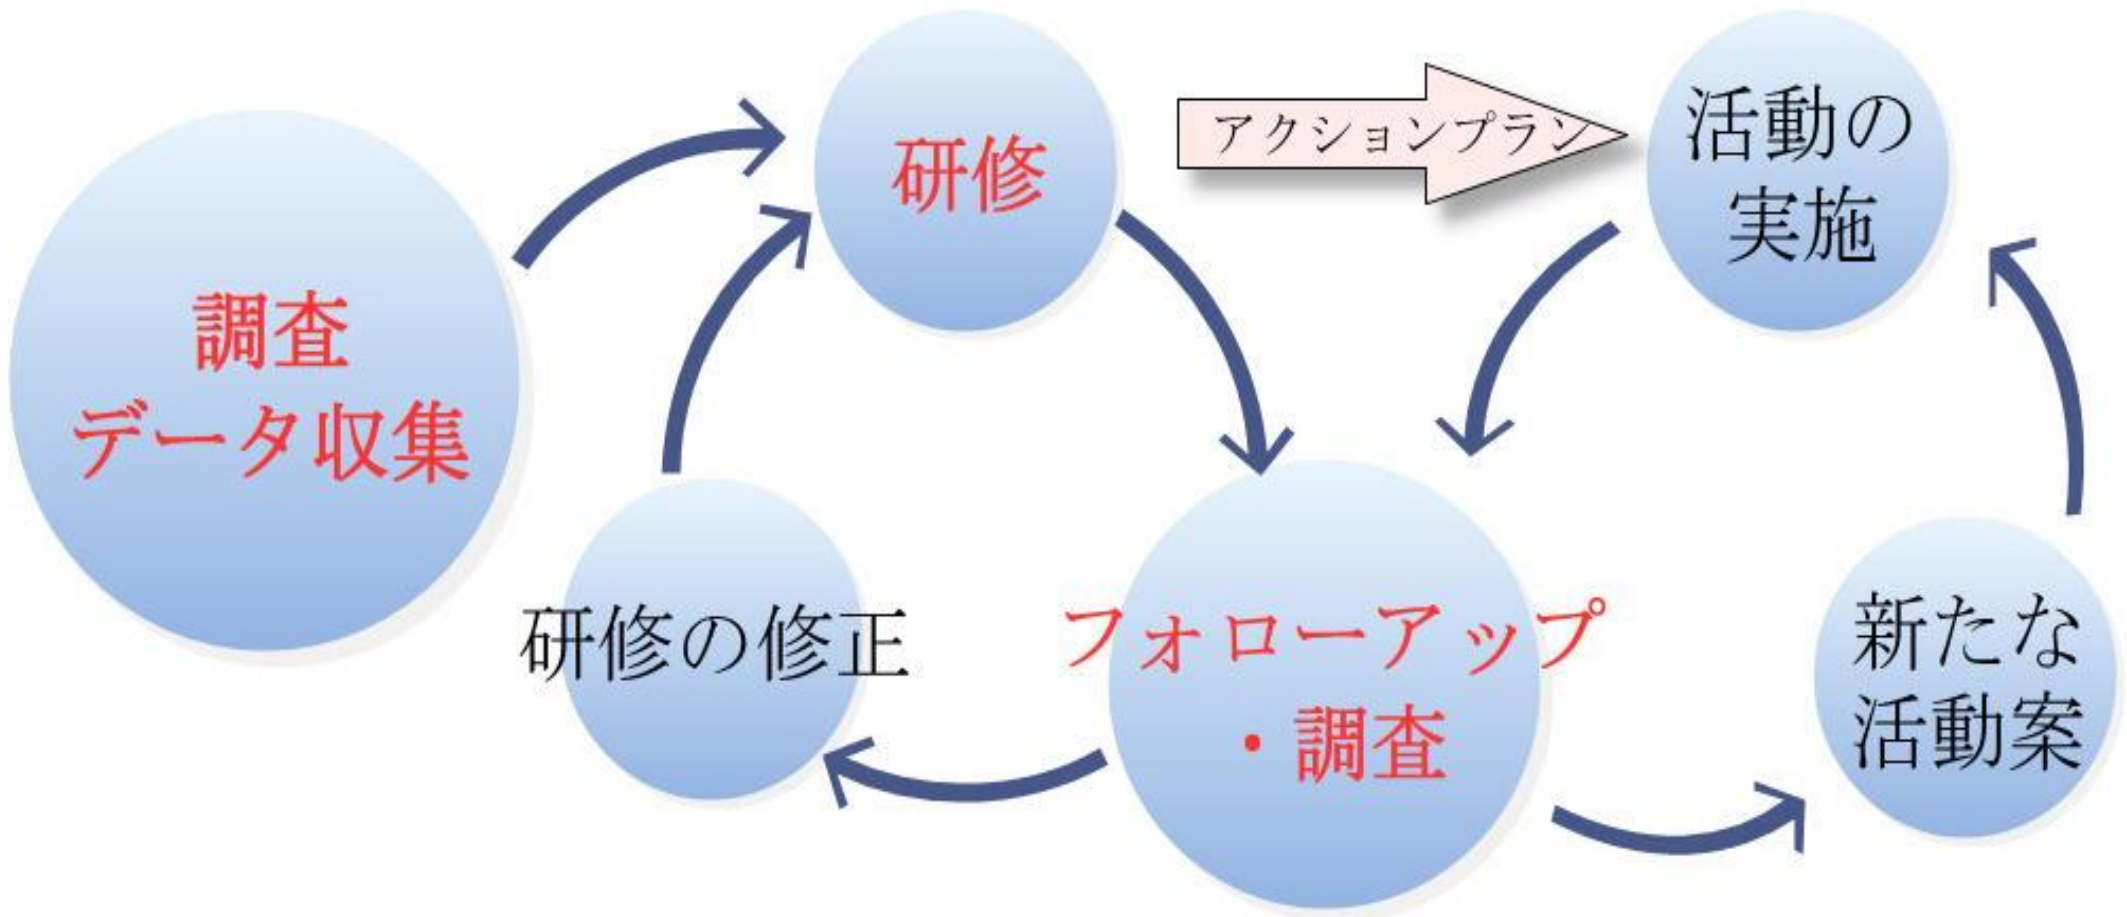 調査
データ収集
研修
アクションプラン
活動の
実施
研修の修正
フォローアップ
・調査
新たな
活動案